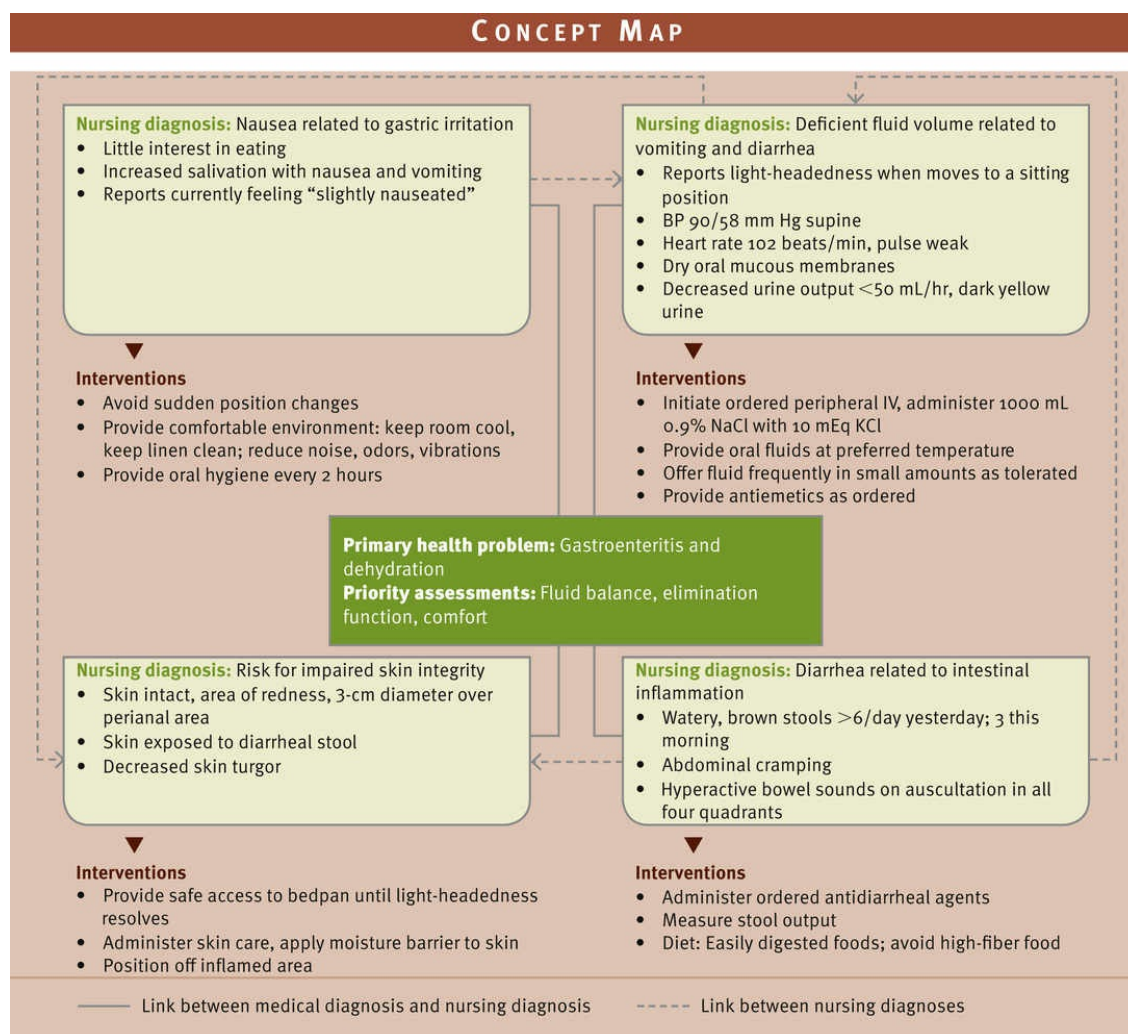 CONCEPT MAP
Nursing diagnosis: Nausea related to gastric irritation
• Little interest in eating
• Increased salivation with nausea and vomiting
• Reports currently feeling “slightly nauseated”
Interventions
• Avoid sudden position changes
• Provide comfortable environment: keep room cool,
keep linen clean; reduce noise, odors, vibrations
• Provide oral hygiene every 2 hours
Nursing diagnosis: Deficient fluid volume related to
vomiting and diarrhea
• Reports light-headedness when moves to a sitting
position
• BP 90/58 mm Hg supine
• Heart rate 102 beats/min, pulse weak
• Dry oral mucous membranes
• Decreased urine output <50 mL/hr, dark yellow
urine
Interventions
• Initiate ordered peripheral IV, administer 1000 mL
0.9% NaCl with 10 mEq KCl
• Provide oral fluids at preferred temperature
• Offer fluid frequently in small amounts as tolerated
• Provide antiemetics as ordered
Primary health problem: Gastroenteritis and
dehydration
Priority assessments: Fluid balance, elimination
function, comfort
Nursing diagnosis: Risk for impaired skin integrity
• Skin intact, area of redness, 3-cm diameter over
perianal area
• Skin exposed to diarrheal stool
• Decreased skin turgor
Interventions
• Provide safe access to bedpan until light-headedness
resolves
• Administer skin care, apply moisture barrier to skin
• Position off inflamed area
Nursing diagnosis: Diarrhea related to intestinal
inflammation
• Watery, brown stools >6/day yesterday; 3 this
morning
• Abdominal cramping
• Hyperactive bowel sounds on auscultation in all
four quadrants
Interventions
• Administer ordered antidiarrheal agents
• Measure stool output
• Diet: Easily digested foods; avoid high-fiber food
Link between medical diagnosis and nursing diagnosis
Link between nursing diagnoses